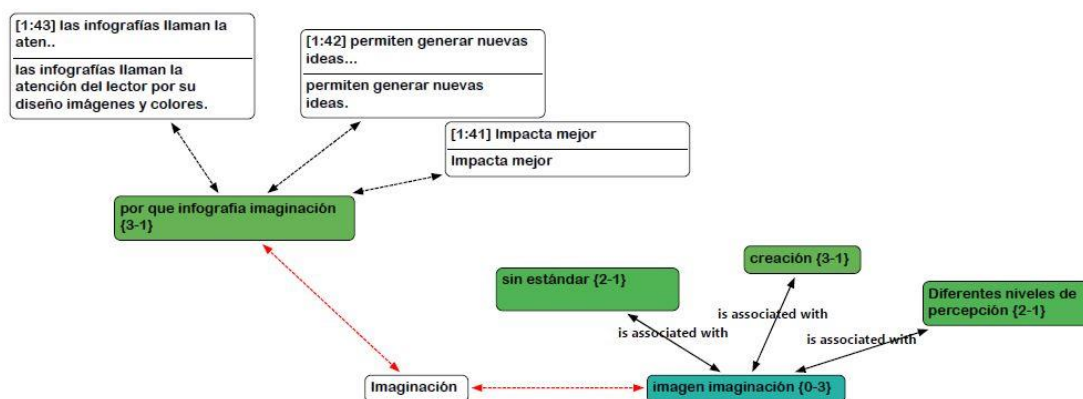 [1:43] las infografías llaman la
aten..
las infografías llaman la
atención del lector por su
diseño imágenes y colores.
[1:42] permiten generar nuevas
ideas...
permiten generar nuevas
ideas.
[1:41] Impacta mejor
Impacta mejor
por que infografia imaginación
{3-1}
creación {3-1}
sin estándar {2-1}
Diferentes niveles de
percepción {2-1}
is associated with
is associated with
is associated with
Imaginación
imagen imaginación {0-3}